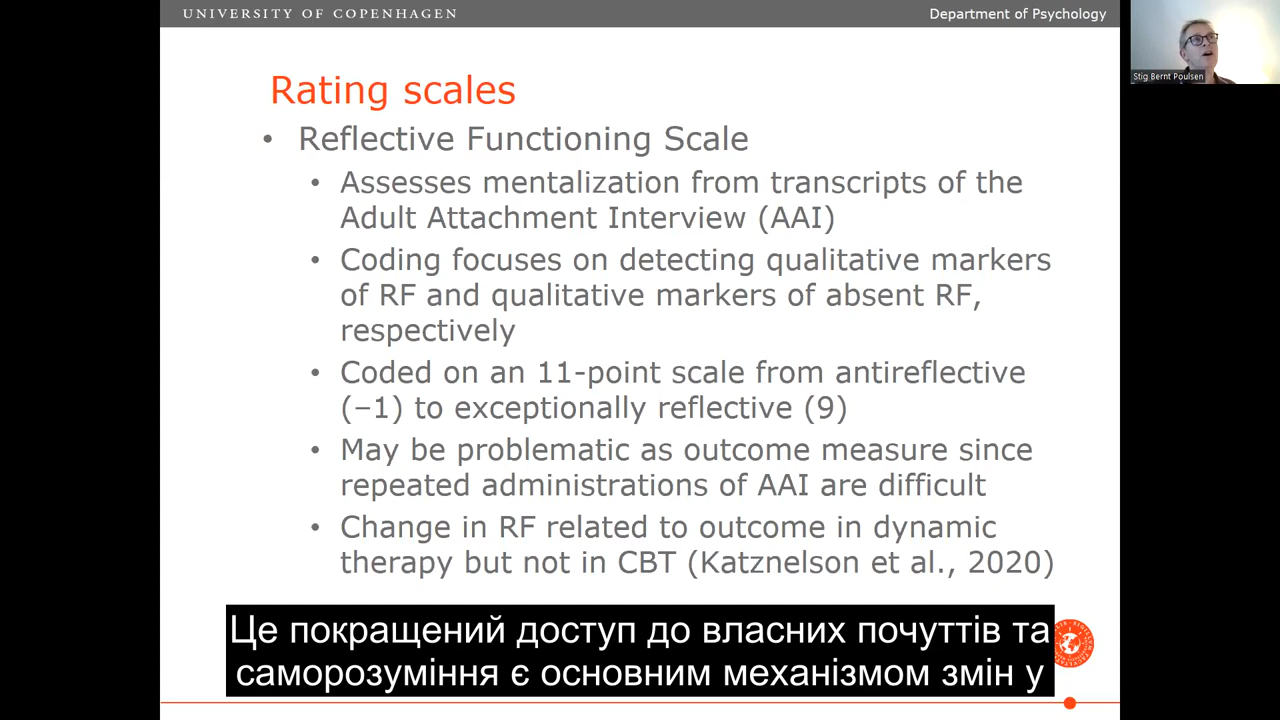 UNIVERSITY OF COPENHAGEN
Department of Psychology
Stig Bernt Poulsen
Rating scales
• Reflective Functioning Scale
• Assesses mentalization from transcripts of the
Adult Attachment Interview (AAI)
• Coding focuses on detecting qualitative markers
of RF and qualitative markers of absent RF,
respectively
• Coded on an 11-point scale from antireflective
(–1) to exceptionally reflective (9)
• May be problematic as outcome measure since
repeated administrations of AAI are difficult
• Change in RF related to outcome in dynamic
therapy but not in CBT (Katznelson et al., 2020)
Це покращений доступ до власних почуттів та
саморозуміння є основним механізмом змін у